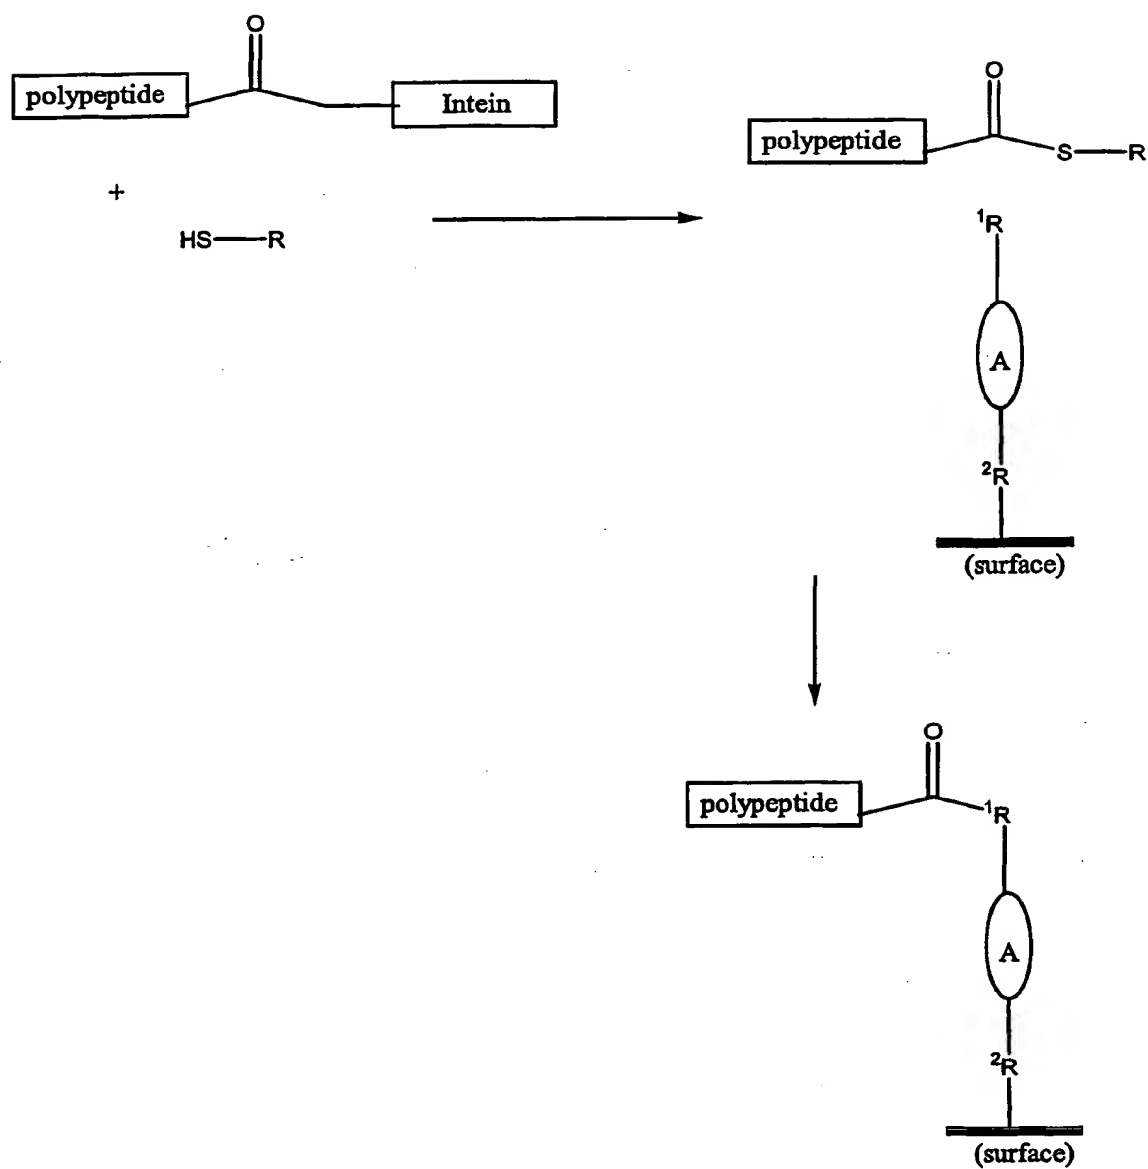 O
polypeptide
Intein
+
HS—R
O
polypeptide
S—R
¹R
A
²R
(surface)
O
polypeptide
¹R
A
²R
(surface)